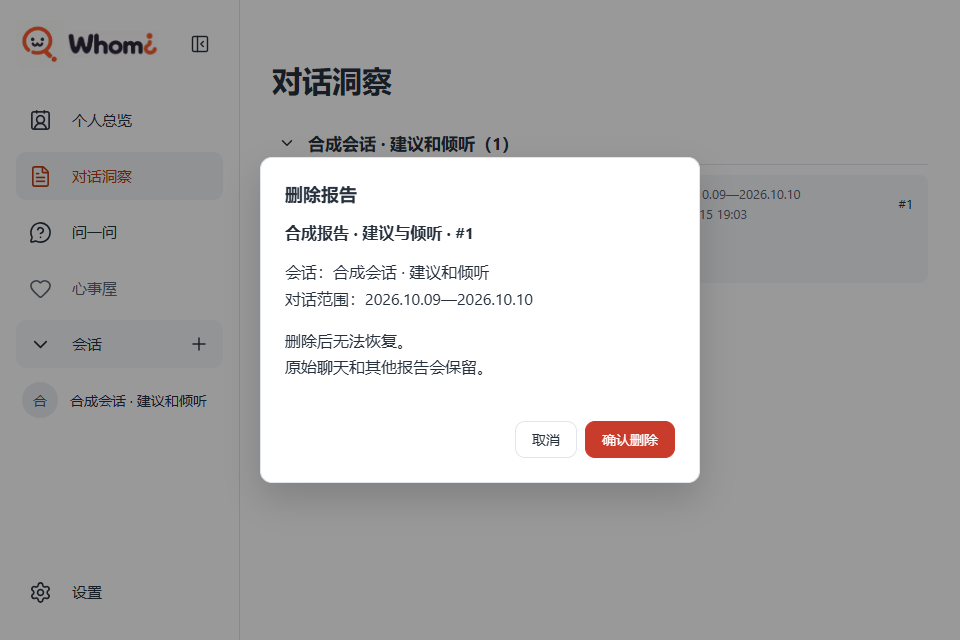 Whomi
个人总览
对话洞察
问一问
心事屋
会话
合
合成会话 · 建议和倾听
设置
对话洞察
合成会话 · 建议和倾听（1）
0.09—2026.10.10
15 19:03
#1
删除报告
合成报告 · 建议与倾听 · #1
会话：合成会话 · 建议和倾听
对话范围：2026.10.09—2026.10.10
删除后无法恢复。
原始聊天和其他报告会保留。
取消
确认删除